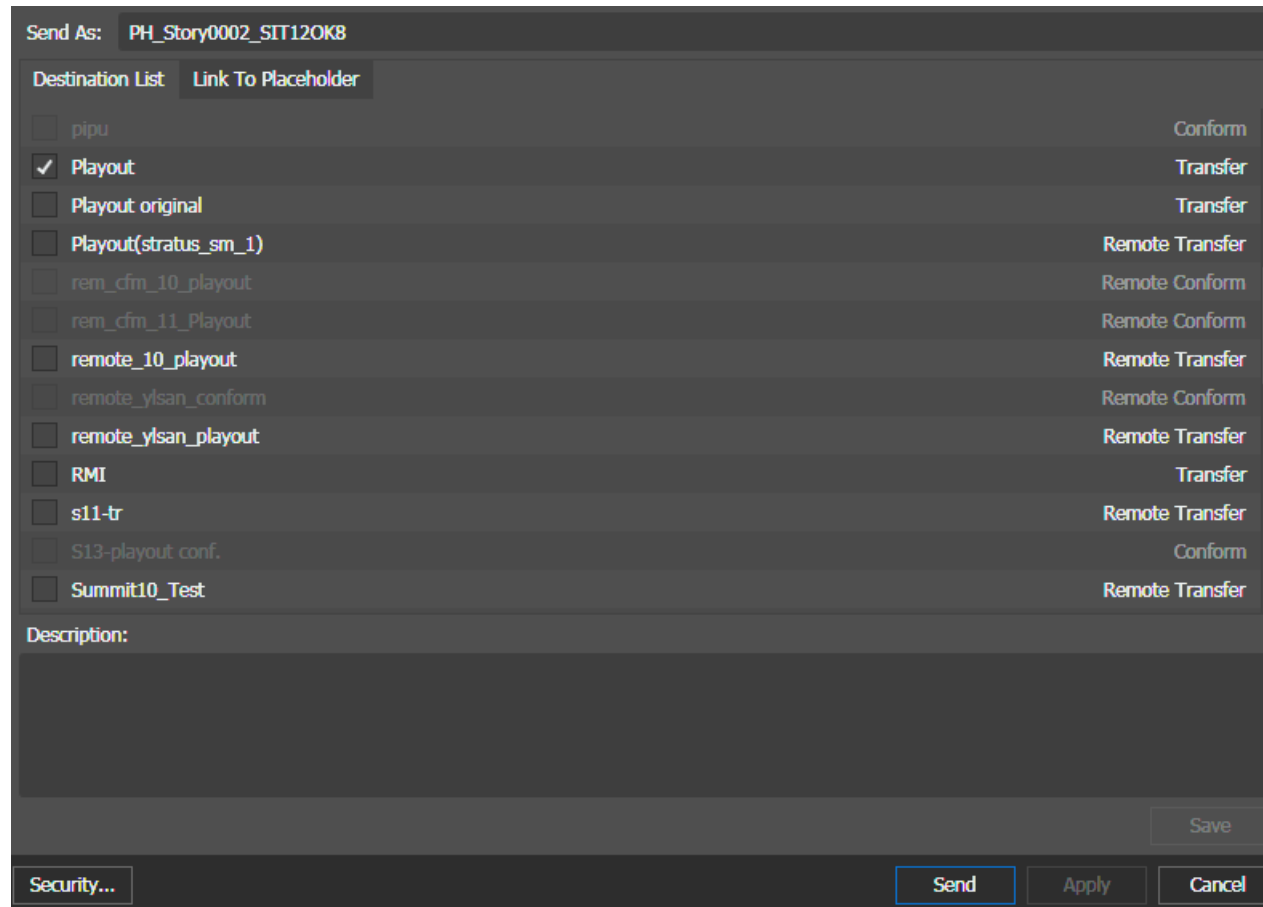 Send As: PH_Story0002_SIT12OK8
Destination List Link To Placeholder
pipu Conform
Playout Transfer
Playout original Transfer
Playout(stratus_sm_1) Remote Transfer
rem_cfm_10_playout Remote Conform
rem_cfm_11_Playout Remote Conform
remote_10_playout Remote Transfer
remote_ylsan_conform Remote Conform
remote_ylsan_playout Remote Transfer
RMI Transfer
s11-tr Remote Transfer
S13-playout conf. Conform
Summit10_Test Remote Transfer
Description:
Save
Security... Send Apply Cancel